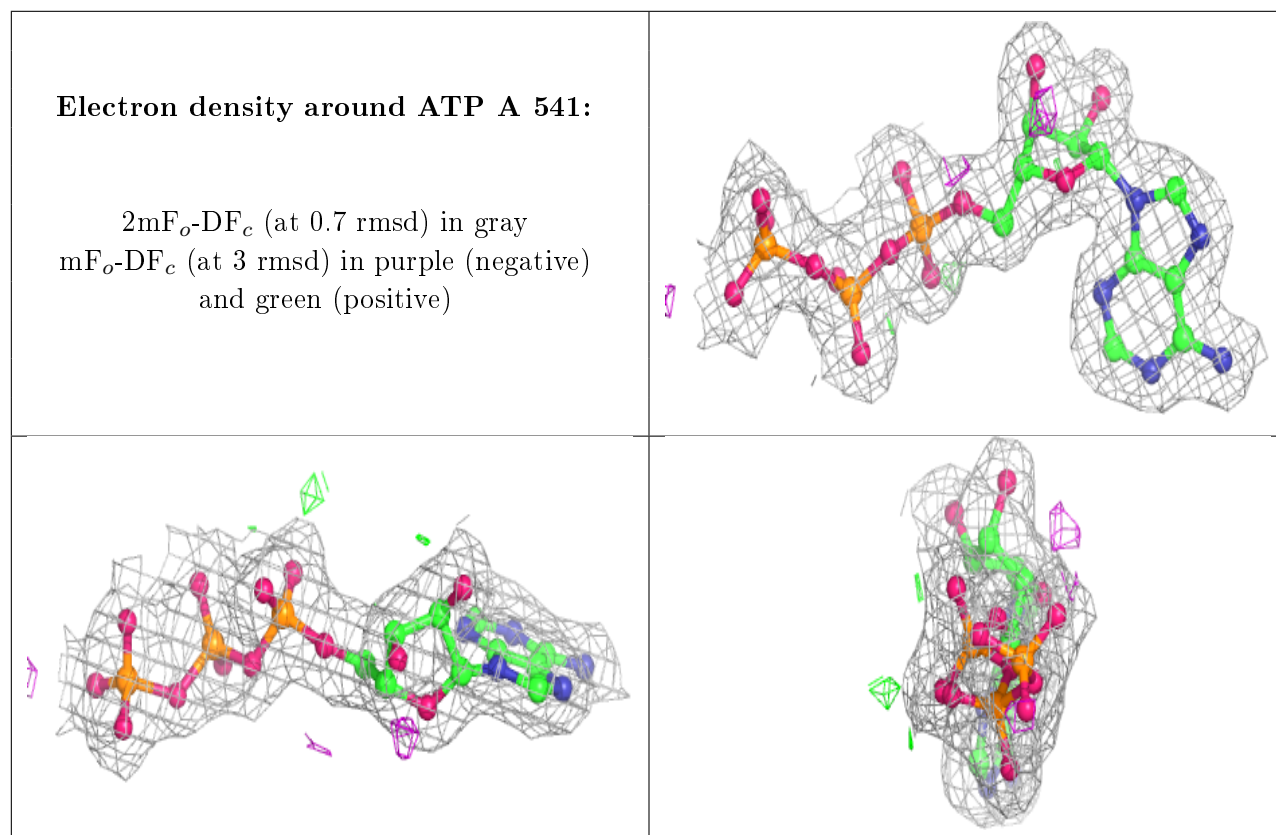 Electron density around ATP A 541:
2mFo-DFc (at 0.7 rmsd) in gray
mFo-DFc (at 3 rmsd) in purple (negative)
and green (positive)